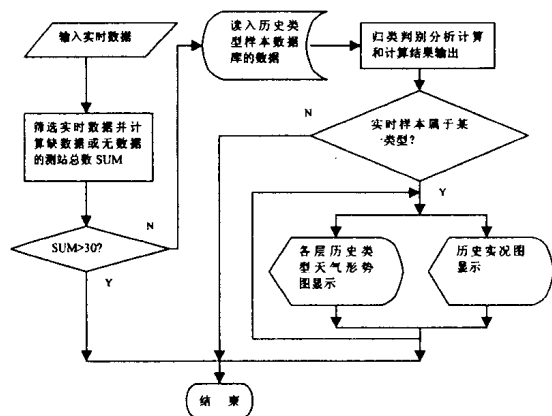 输入实时数据
筛选实时数据并计
算缺数据或无数据
的测站总数 SUM
SUM>30?
N
Y
读入历史类
型样本数据
库的数据
归类判别分析计算
和计算结果输出
N
实时样本属于某
类型?
Y
各层历史类
型天气形势
图显示
历史实况图
显示
结 束